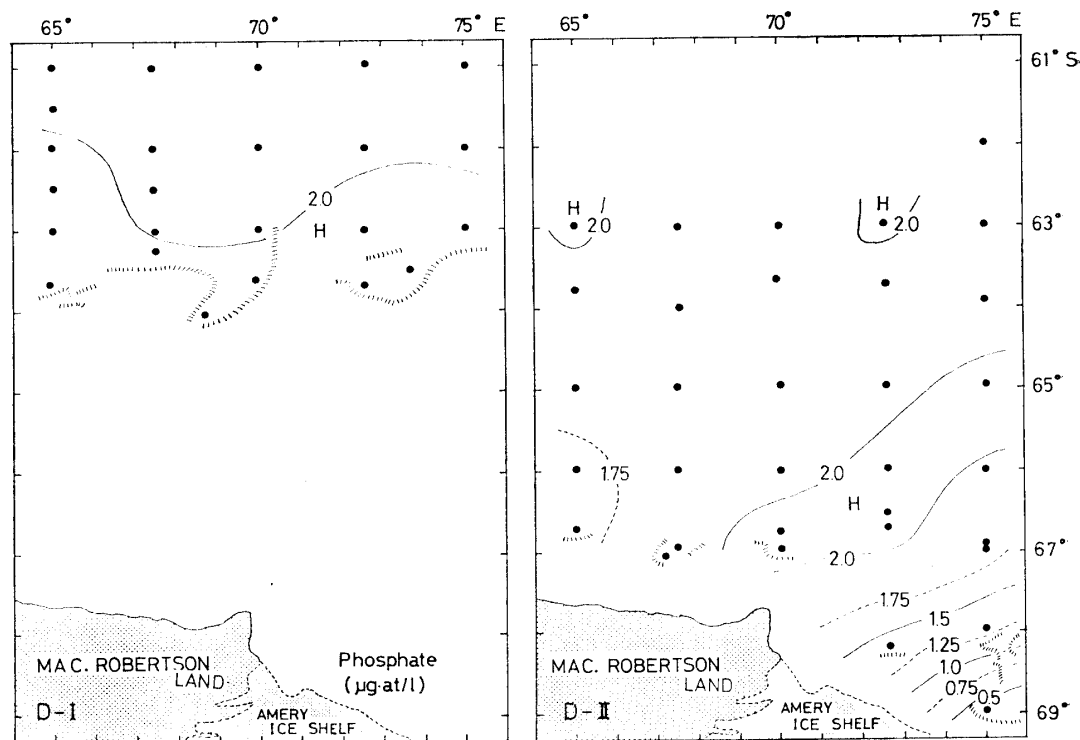 65° 70° 75° E
2.0
H
MAC. ROBERTSON
LAND
Phosphate
(µg·at/l)
D-I
AMERY
ICE SHELF
65° 70° 75° E
61° S.
H
2.0
H
2.0
63°
65°
1.75
2.0
H
2.0
67°
1.75
1.5
1.25
1.0
0.75
0.5
MAC. ROBERTSON
LAND
D-II
AMERY
ICE SHELF
69°